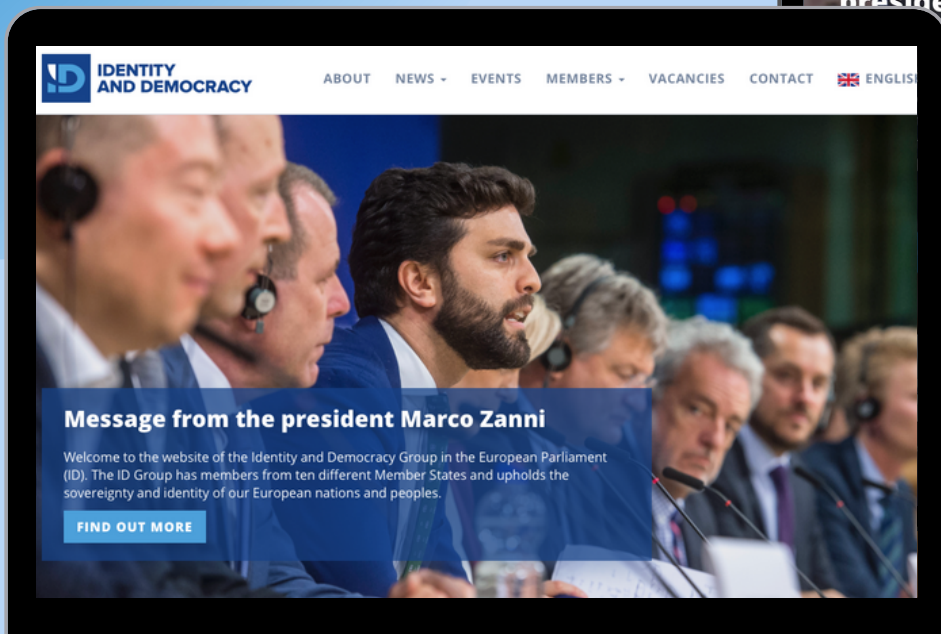 IDENTITY
AND DEMOCRACY
ABOUT NEWS EVENTS MEMBERS VACANCIES CONTACT
Message from the president Marco Zanni
Welcome to the website of the Identity and Democracy Group in the European Parliament
(ID). The ID Group has members from ten different Member States and upholds the
sovereignty and identity of our European nations and peoples.
FIND OUT MORE